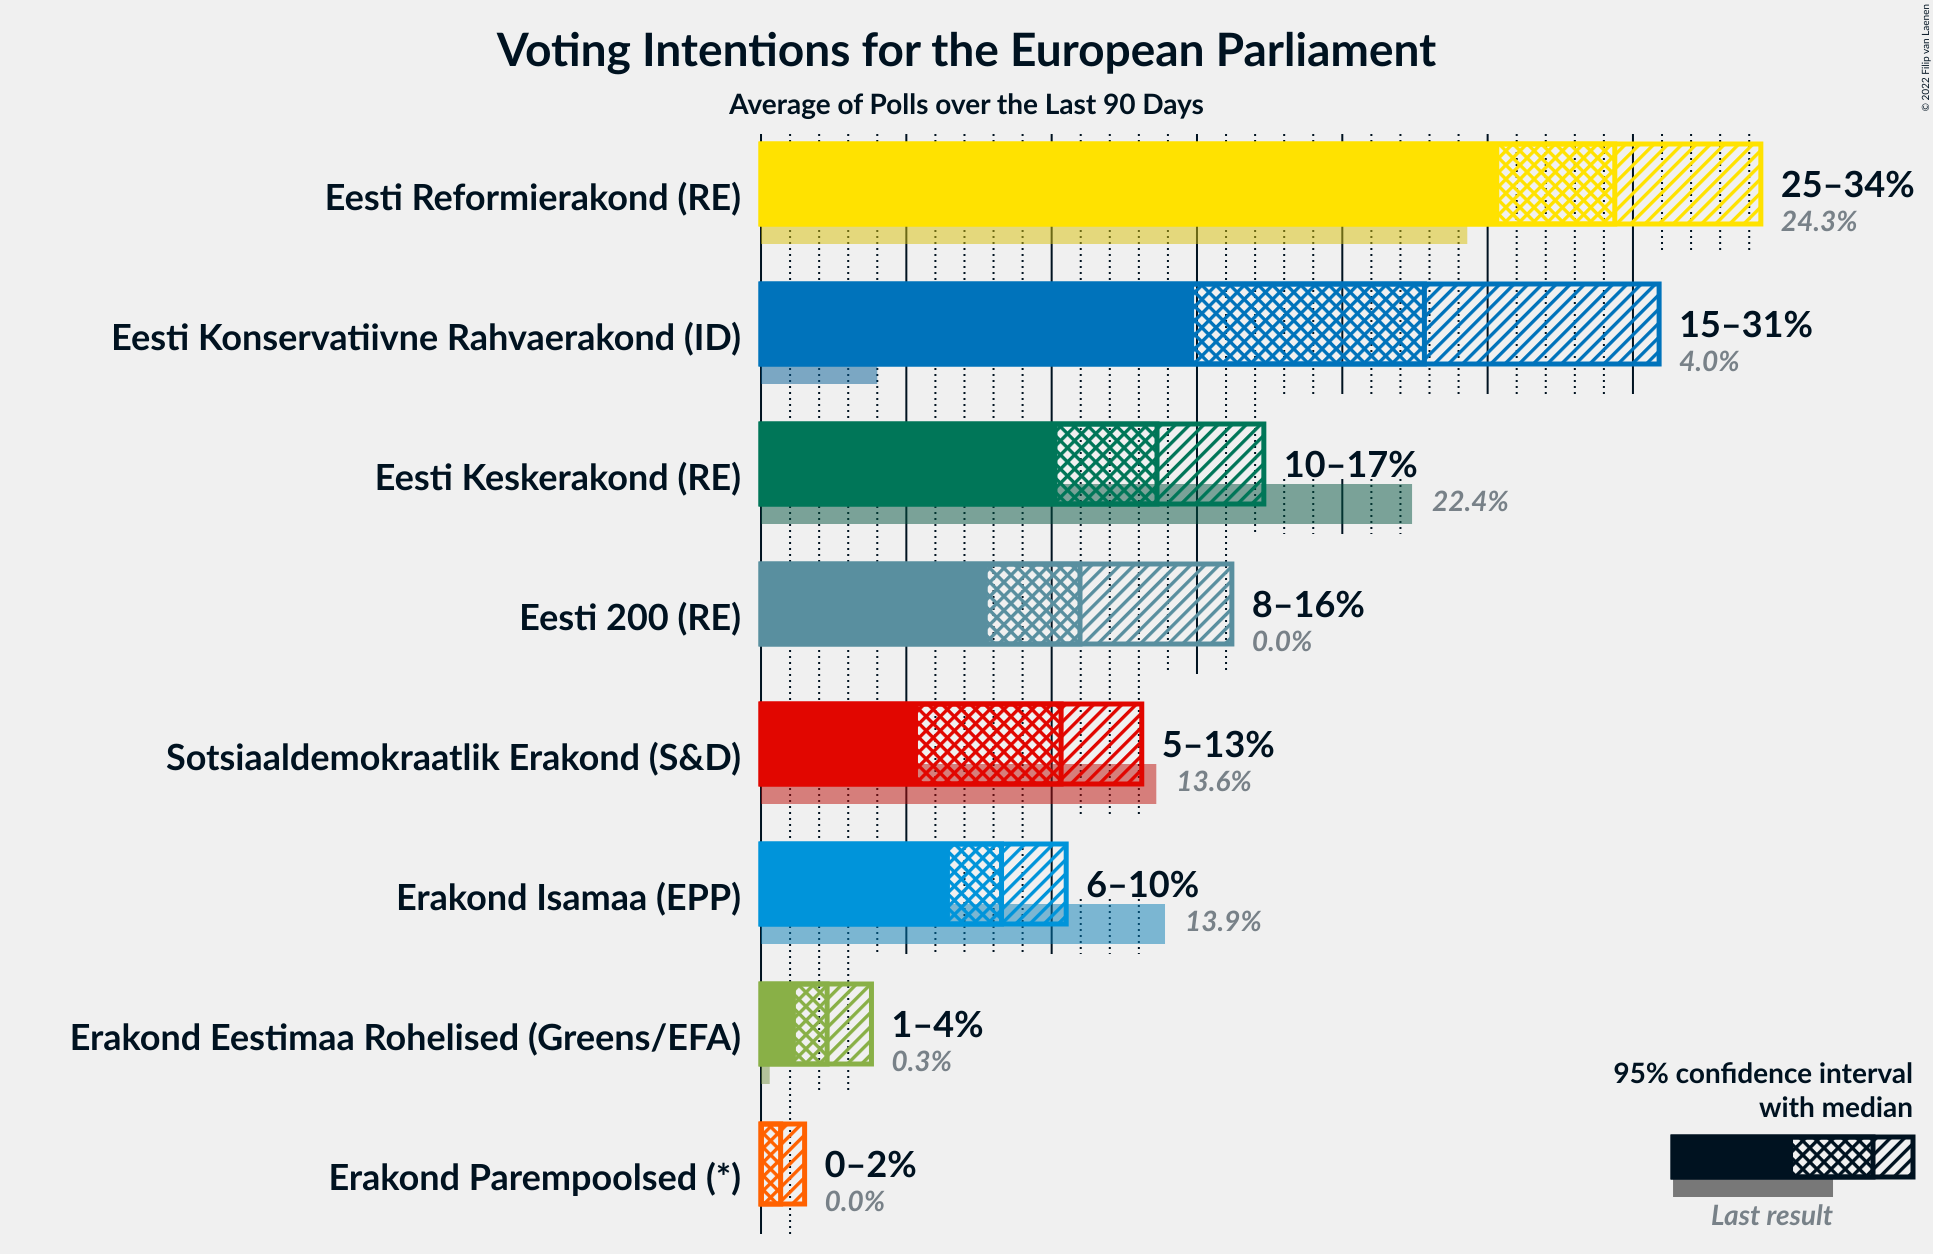 Voting Intentions for the European Parliament
Average of Polls over the Last 90 Days
© 2022 Filip van Laenen
Eesti Reformierakond (RE)
25–34%
24.3%
Eesti Konservatiivne Rahvaerakond (ID)
15–31%
4.0%
Eesti Keskerakond (RE)
10–17%
22.4%
Eesti 200 (RE)
8–16%
0.0%
Sotsiaaldemokraatlik Erakond (S&D)
5–13%
13.6%
Erakond Isamaa (EPP)
6–10%
13.9%
Erakond Eestimaa Rohelised (Greens/EFA)
1–4%
0.3%
Erakond Parempoolsed (*)
0–2%
0.0%
95% confidence interval
with median
Last result